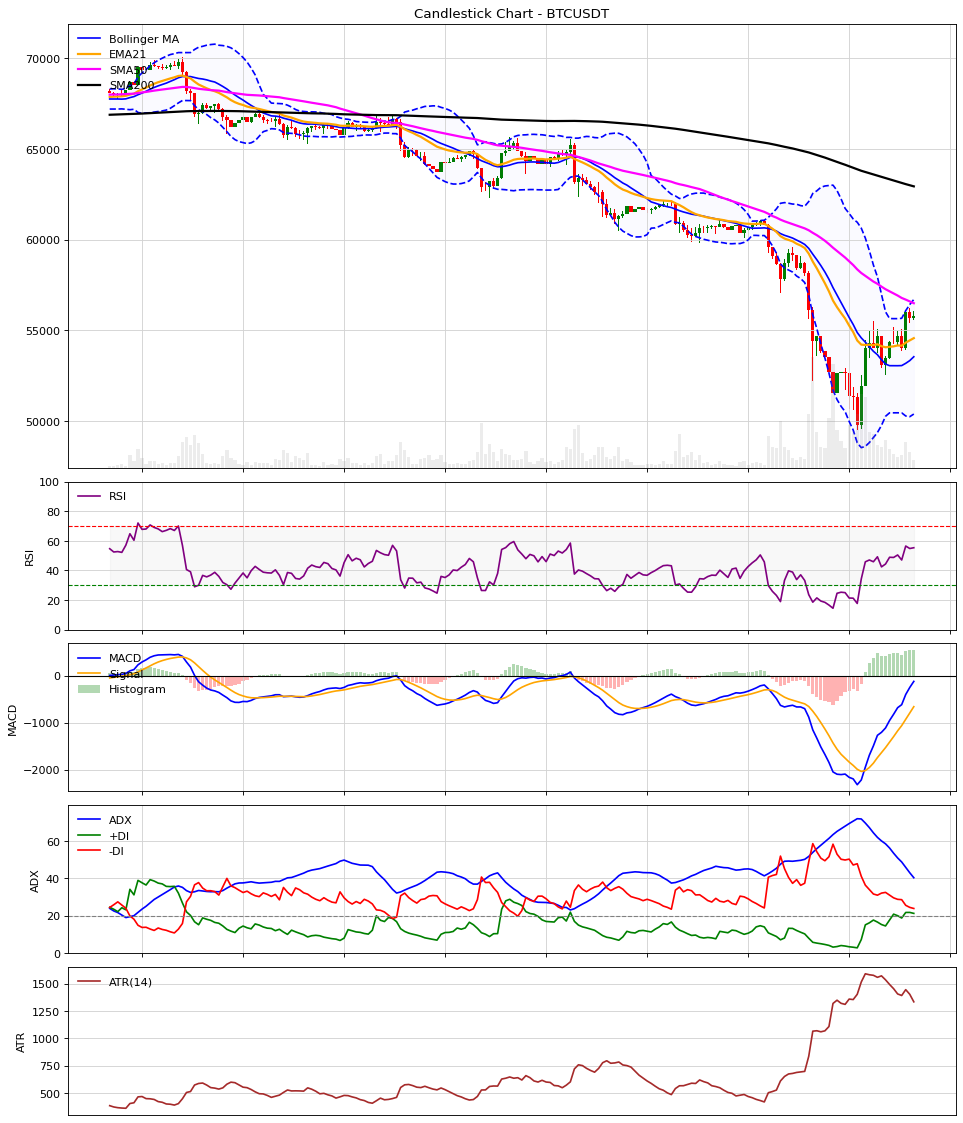 Candlestick Chart - BTCUSDT
Bollinger MA
EMA21
SMA50
SMA200
70000
65000
60000
55000
50000
RSI
100
80
60
40
20
0
RSI
MACD
Signal
Histogram
0
−1000
−2000
MACD
ADX
+DI
-DI
60
40
20
0
ADX
ATR(14)
1500
1250
1000
750
500
ATR